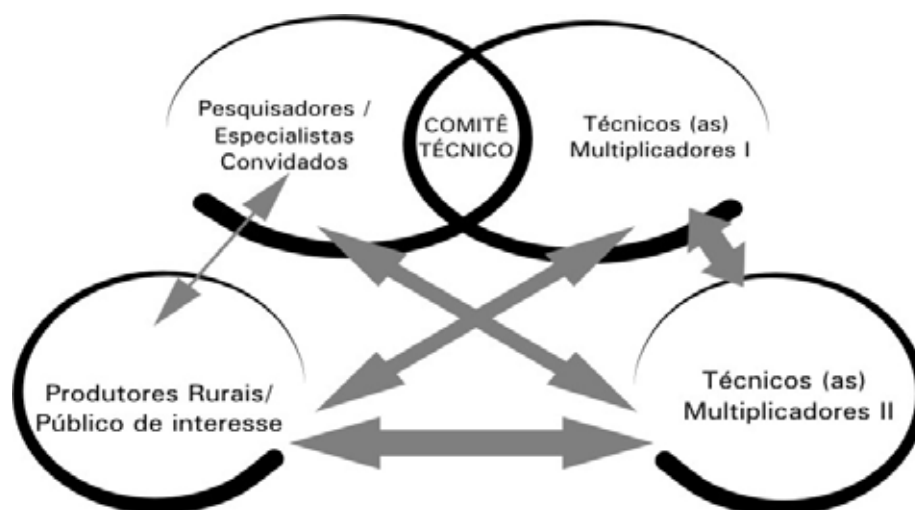 Pesquisadores /
Especialistas
Convidados
COMITÊ
TÉCNICO
Técnicos (as)
Multiplicadores I
Produtores Rurais/
Público de interesse
Técnicos (as)
Multiplicadores II